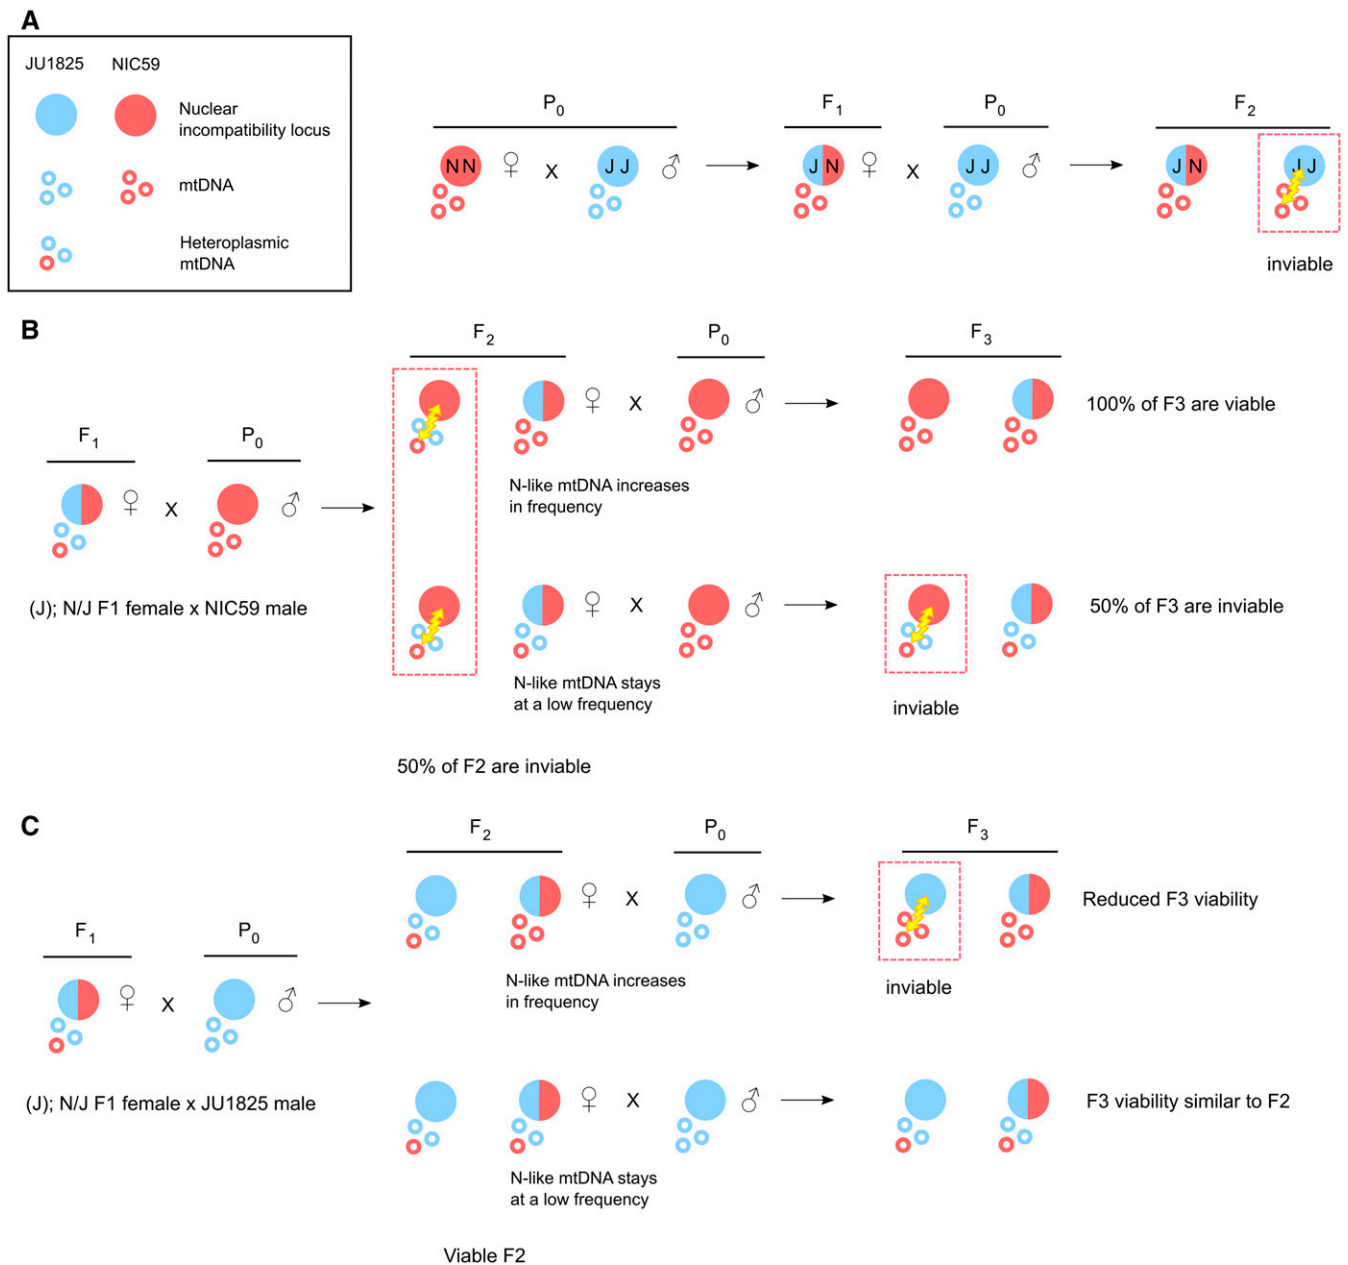 A
JU1825 NIC59
Nuclear
incompatibility locus
mtDNA
Heteroplasmic
mtDNA
P0 F1 P0 F2
N N ♀ X J J ♂ J N ♀ X J J ♂ J N J J
inviable
B
F2 P0 F3
♀ X ♂ 100% of F3 are viable
F1 P0
♀ X ♂
N-like mtDNA increases
in frequency
(J); N/J F1 female x NIC59 male
♀ X ♂ 50% of F3 are inviable
N-like mtDNA stays
at a low frequency
inviable
50% of F2 are inviable
C
F2 P0 F3
♀ X ♂ Reduced F3 viability
F1 P0
♀ X ♂
N-like mtDNA increases
in frequency
inviable
(J); N/J F1 female x JU1825 male
♀ X ♂ F3 viability similar to F2
N-like mtDNA stays
at a low frequency
Viable F2